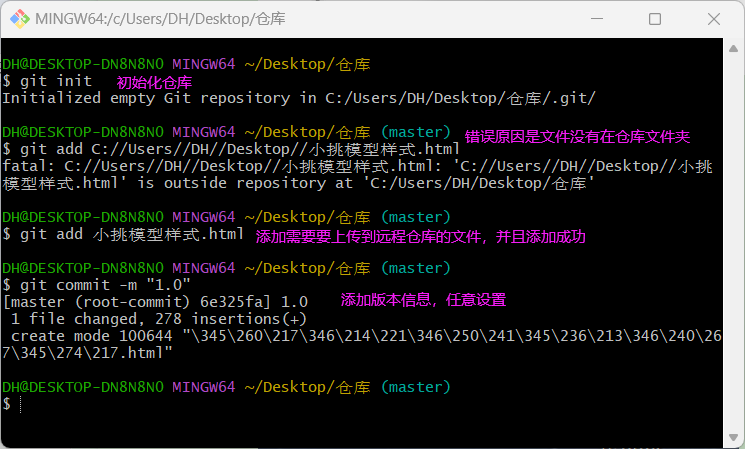 MINGW64:/c/Users/DH/Desktop/仓库
DH@DESKTOP-DN8N8NO MINGW64 ~/Desktop/仓库
$ git init 初始化仓库
Initialized empty Git repository in C:/Users/DH/Desktop/仓库/.git/
DH@DESKTOP-DN8N8NO MINGW64 ~/Desktop/仓库 (master) 错误原因是文件没有在仓库文件夹
$ git add C://Users//DH//Desktop//小挑模型样式.html
fatal: C://Users//DH//Desktop//小挑模型样式.html: 'C://Users//DH//Desktop//小挑
模型样式.html' is outside repository at 'C:/Users/DH/Desktop/仓库'
DH@DESKTOP-DN8N8NO MINGW64 ~/Desktop/仓库 (master)
$ git add 小挑模型样式.html 添加需要要上传到远程仓库的文件，并且添加成功
DH@DESKTOP-DN8N8NO MINGW64 ~/Desktop/仓库 (master)
$ git commit -m "1.0"
[master (root-commit) 6e325fa] 1.0 添加版本信息，任意设置
1 file changed, 278 insertions(+)
create mode 100644 "\345\260\217\346\214\221\346\250\241\345\236\213\346\240\26
7\345\274\217.html"
DH@DESKTOP-DN8N8NO MINGW64 ~/Desktop/仓库 (master)
$